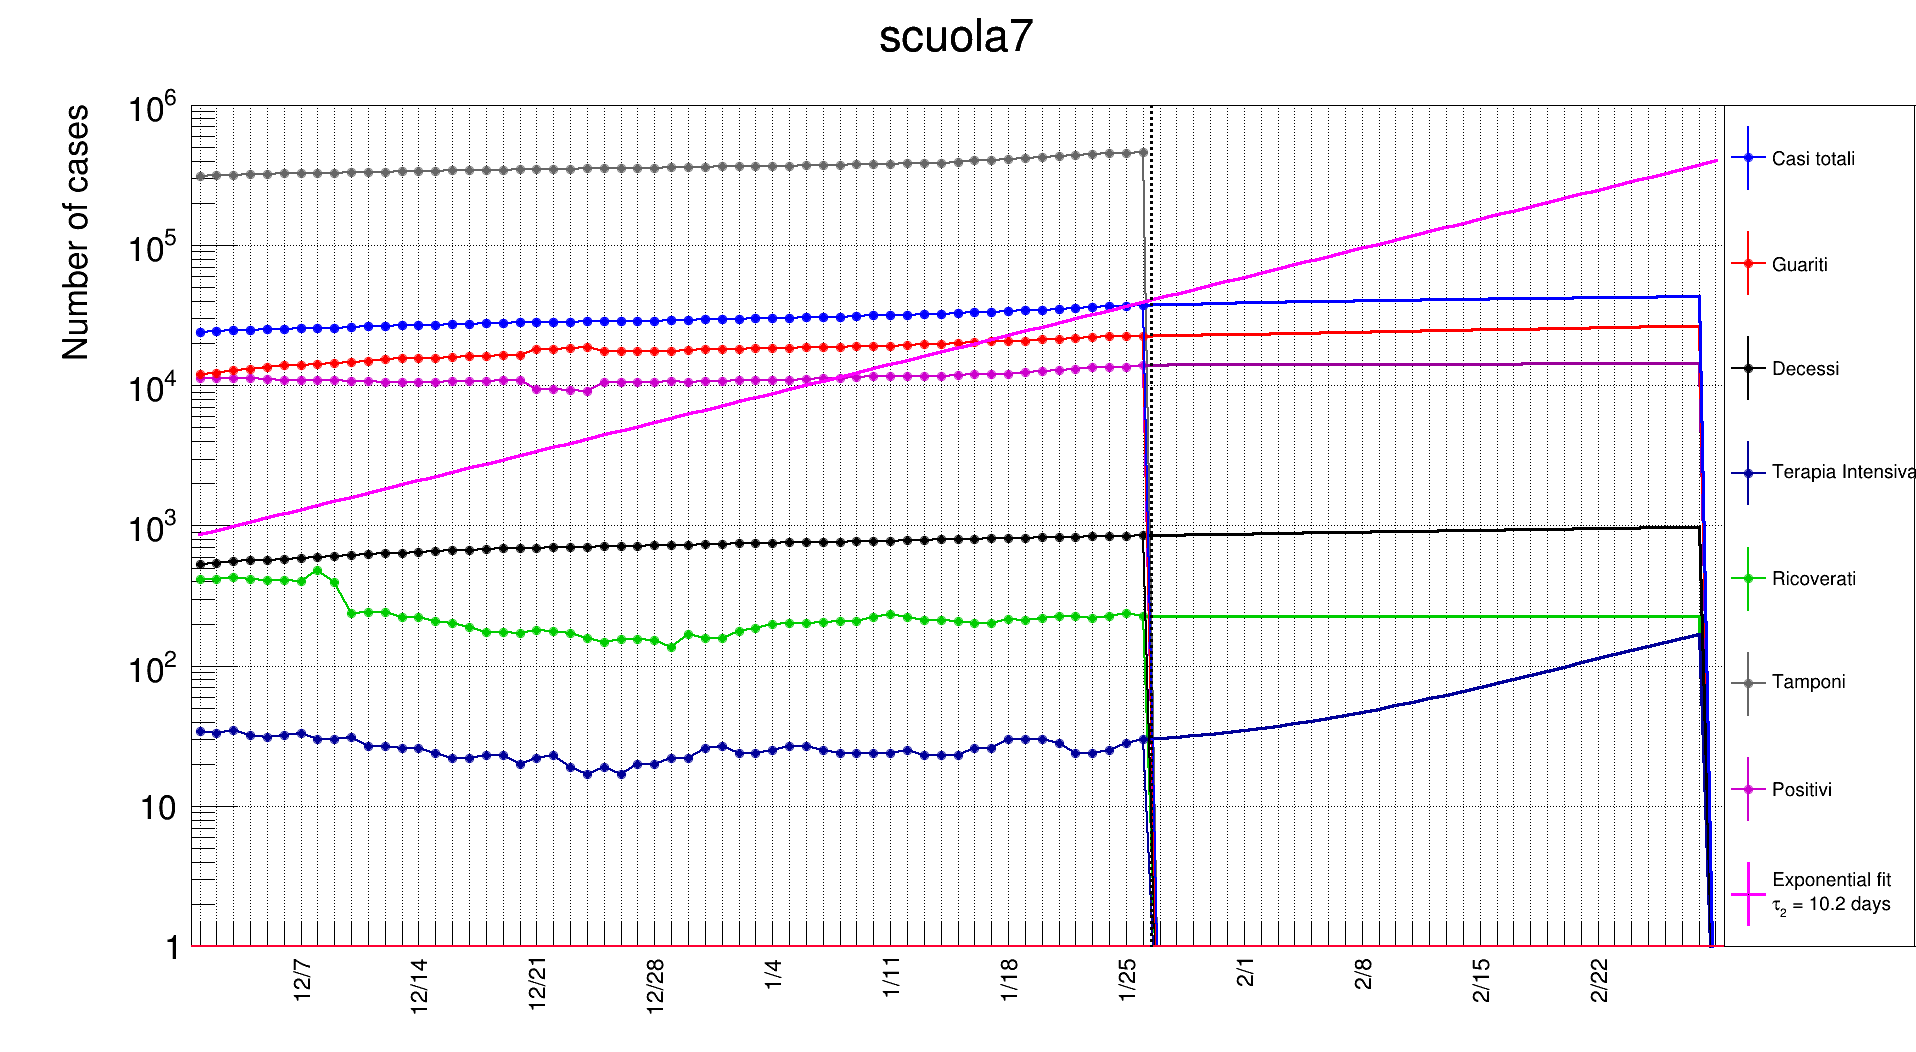 scuola7
Number of cases
10^6
10^5
10^4
10^3
10^2
10
1
12/7
12/14
12/21
12/28
1/4
1/11
1/18
1/25
2/1
2/8
2/15
2/22
Casi totali
Guariti
Decessi
Terapia Intensiva
Ricoverati
Tamponi
Positivi
Exponential fit
τ₂ = 10.2 days